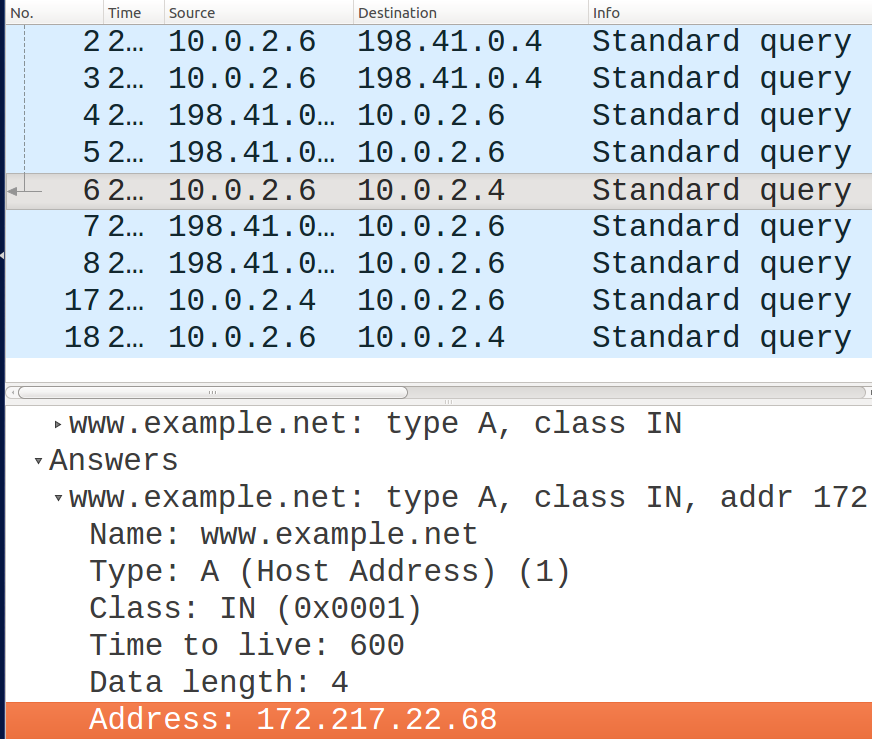 No. Time Source Destination Info
2 2... 10.0.2.6 198.41.0.4 Standard query
3 2... 10.0.2.6 198.41.0.4 Standard query
4 2... 198.41.0... 10.0.2.6 Standard query
5 2... 198.41.0... 10.0.2.6 Standard query
6 2... 10.0.2.6 10.0.2.4 Standard query
7 2... 198.41.0... 10.0.2.6 Standard query
8 2... 198.41.0... 10.0.2.6 Standard query
17 2... 10.0.2.4 10.0.2.6 Standard query
18 2... 10.0.2.6 10.0.2.4 Standard query
www.example.net: type A, class IN
Answers
www.example.net: type A, class IN, addr 172
Name: www.example.net
Type: A (Host Address) (1)
Class: IN (0x0001)
Time to live: 600
Data length: 4
Address: 172.217.22.68